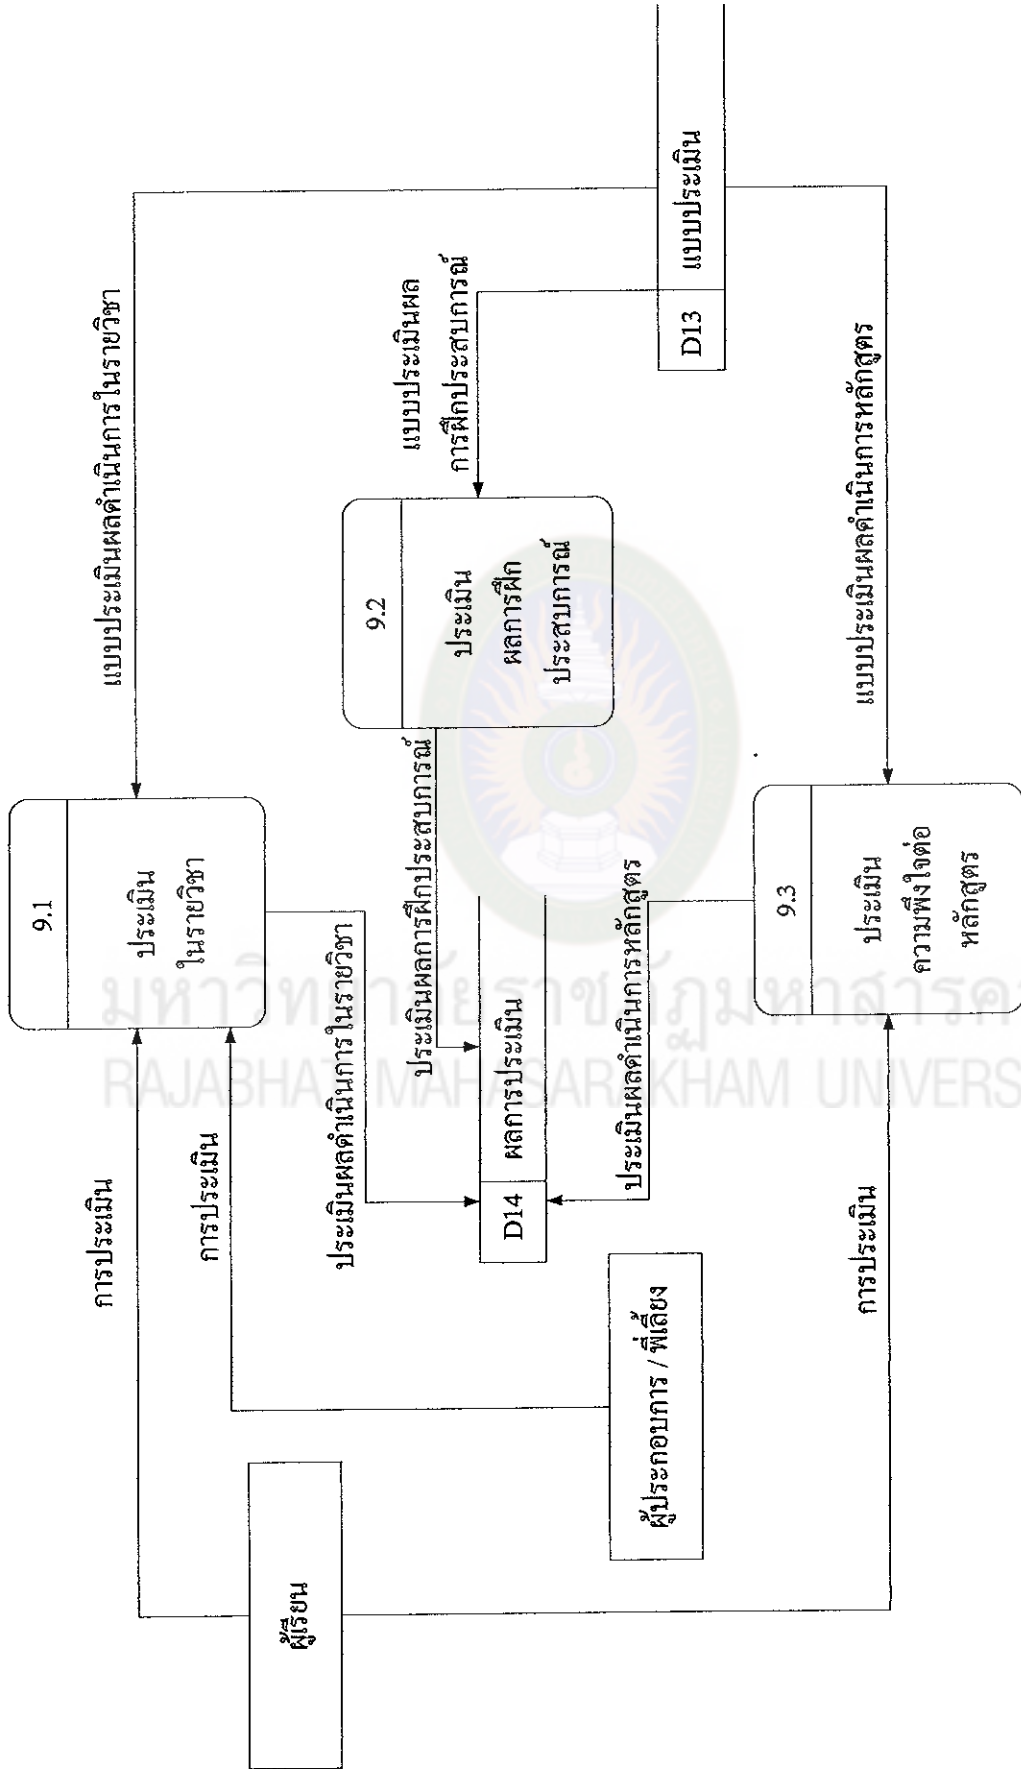 การประเมิน
9.1
ประเมิน
ในรายวิชา
แบบประเมินผลดำเนินการในรายวิชา
การประเมิน
ผู้เรียน
ประเมินผลดำเนินการในรายวิชา
ประเมินผลการฝึกประสบการณ์
9.2
ประเมิน
ผลการฝึก
ประสบการณ์
แบบประเมินผล
การฝึกประสบการณ์
D14
ผลการประเมิน
ผู้ประกอบการ / พี่เลี้ยง
ประเมินผลดำเนินการหลักสูตร
D13
แบบประเมิน
การประเมิน
9.3
ประเมิน
ความพึงใจต่อ
หลักสูตร
แบบประเมินผลดำเนินการหลักสูตร
มหาวิทยาลัยราชภัฏมหาสารค
RAJABHAT MAHASARAKHAM UNIVERS